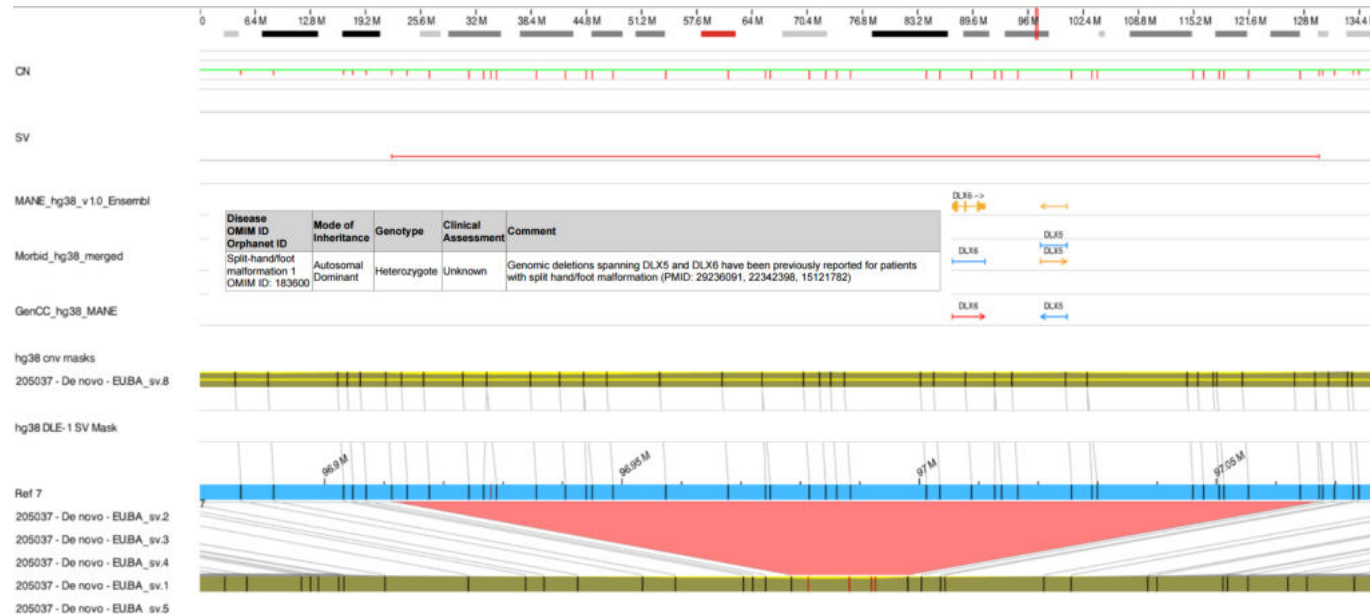 0 6.4 M 12.8 M 19.2 M 25.6 M 32 M 38.4 M 44.8 M 51.2 M 57.6 M 64 M 70.4 M 76.8 M 83.2 M 89.6 M 96 M 102.4 M 108.8 M 115.2 M 121.6 M 128 M 134.4
CN
SV
MANE_hg38_v1.0_Ensembl
DLX6 -->
Disease OMIM ID Orphanet ID
Mode of Inheritance
Genotype
Clinical Assessment
Comment
Split-hand/foot malformation 1 OMIM ID: 183600
Autosomal Dominant
Heterozygote
Unknown
Genomic deletions spanning DLX5 and DLX6 have been previously reported for patients
with split hand/foot malformation (PMID: 29236091, 22342398, 15121782)
Morbid_hg38_merged
DLX5
DLX6 DLX5
GenCC_hg38_MANE
DLX6 DLX5
hg38 cnv masks
205037 - De novo - EU.BA_sv.8
hg38 DLE-1 SV Mask
96.9 M 96.95 M 97 M 97.05 M
Ref 7
7
205037 - De novo - EU.BA_sv.2
205037 - De novo - EU.BA_sv.3
205037 - De novo - EU.BA_sv.4
205037 - De novo - EU.BA_sv.1
205037 - De novo - EU.BA_sv.5